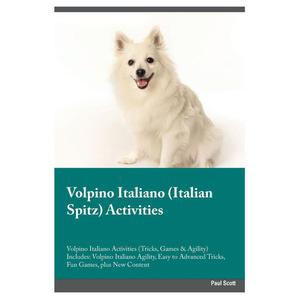 Volpino Italiano (Italian
Spitz) Activities
Volpino Italiano Activities (Tricks, Games & Agility)
Includes: Volpino Italiano Agility, Easy to Advanced Tricks,
Fun Games, plus New Content
Paul Scott